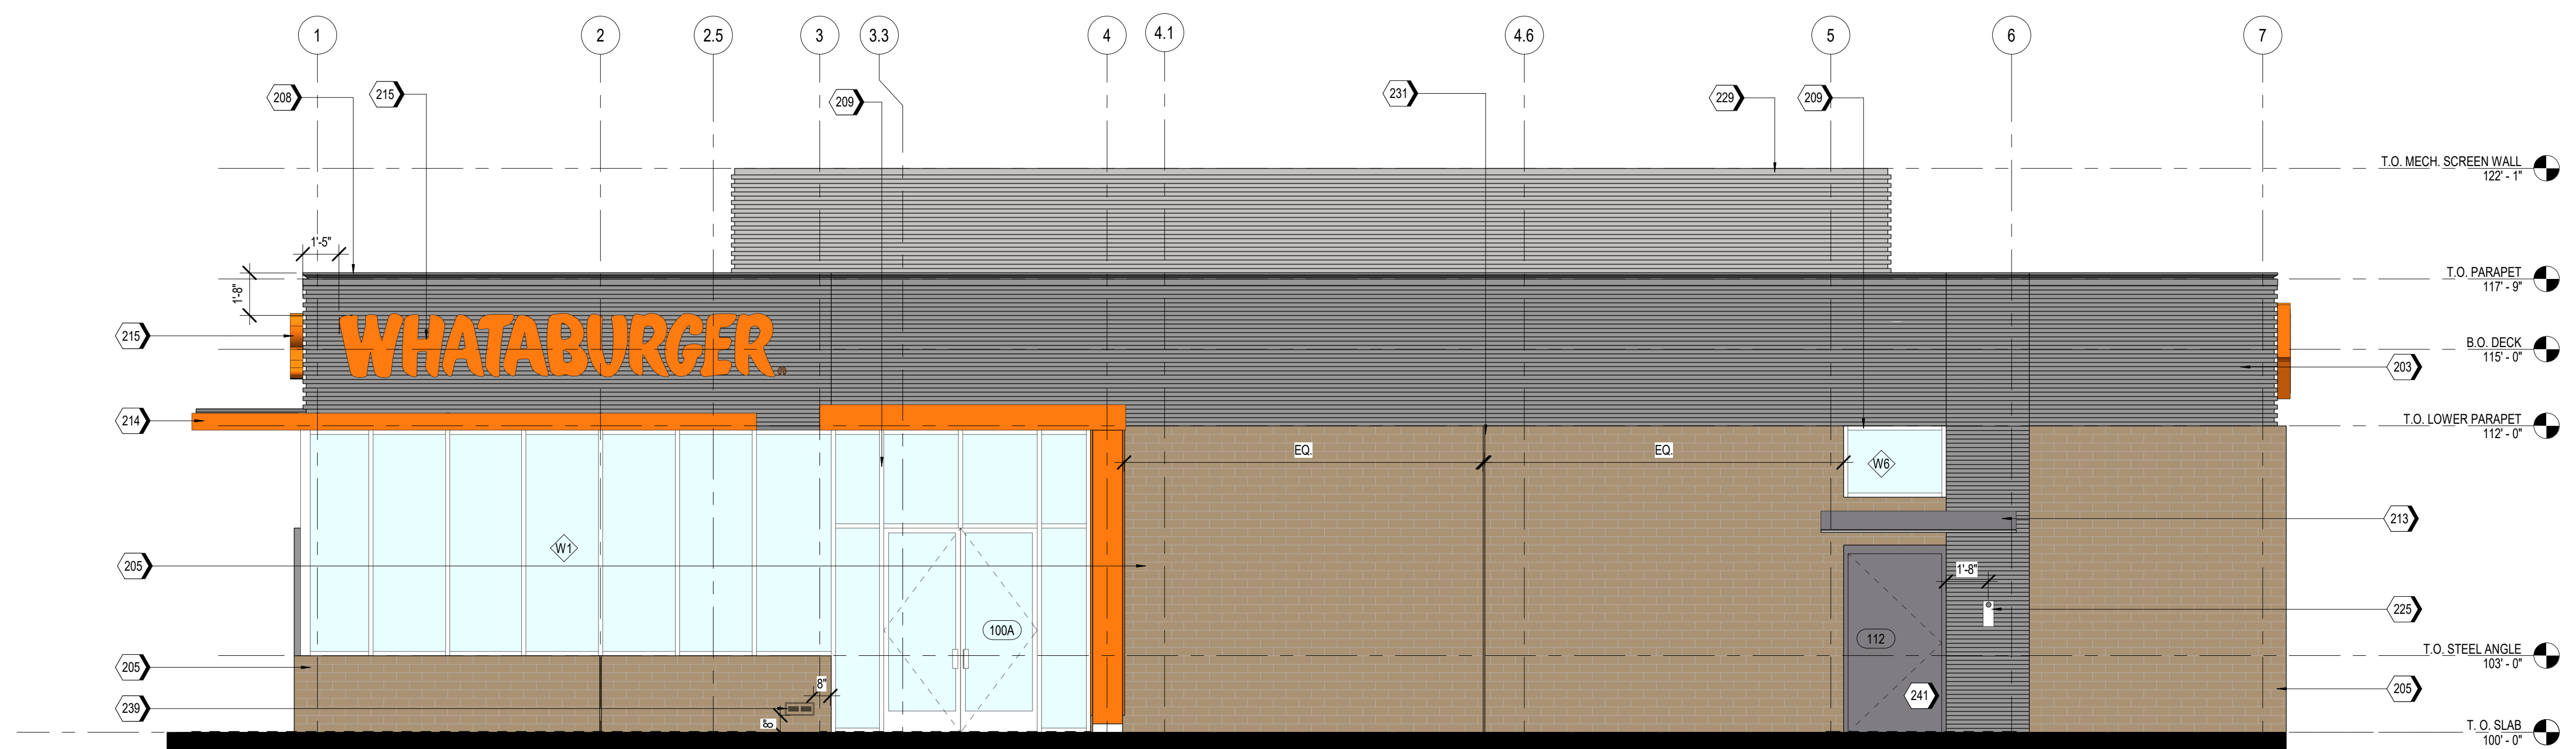 1
2
2.5
3
3.3
4
4.1
4.6
5
6
7
208
215
209
231
229
209
T.O. MECH. SCREEN WALL
122' - 1"
1'-5"
T.O. PARAPET
117' - 9"
1'-8"
215
WHATABURGER®
B.O. DECK
115' - 0"
203
214
T.O. LOWER PARAPET
112' - 0"
EQ.
EQ.
W6
213
W1
205
1'-8"
225
100A
112
T.O. STEEL ANGLE
103' - 0"
205
8"
241
205
239
8"
T. O. SLAB
100' - 0"